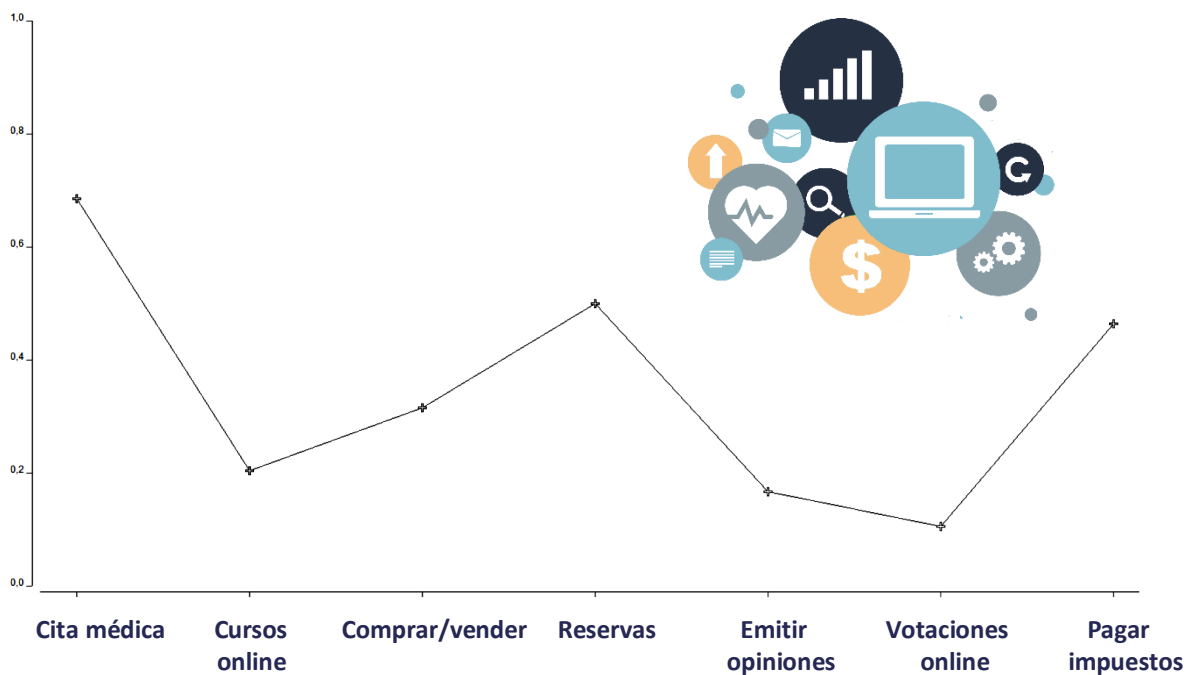 1,0
0,8
0,6
0,4
0,2
0,0
Cita médica
Cursos
online
Comprar/vender
Reservas
Emitir
opiniones
Votaciones
online
Pagar
impuestos
$